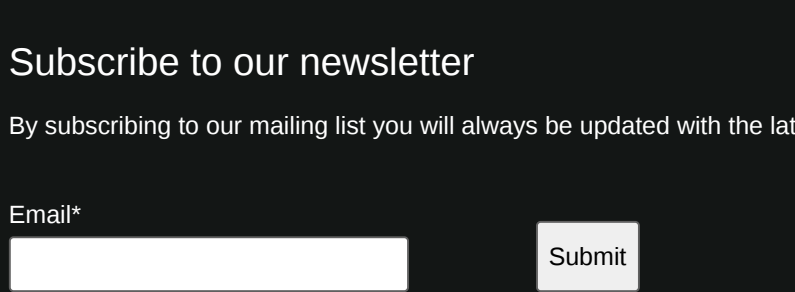 Subscribe to our newsletter
By subscribing to our mailing list you will always be updated with the
Email*
Submit